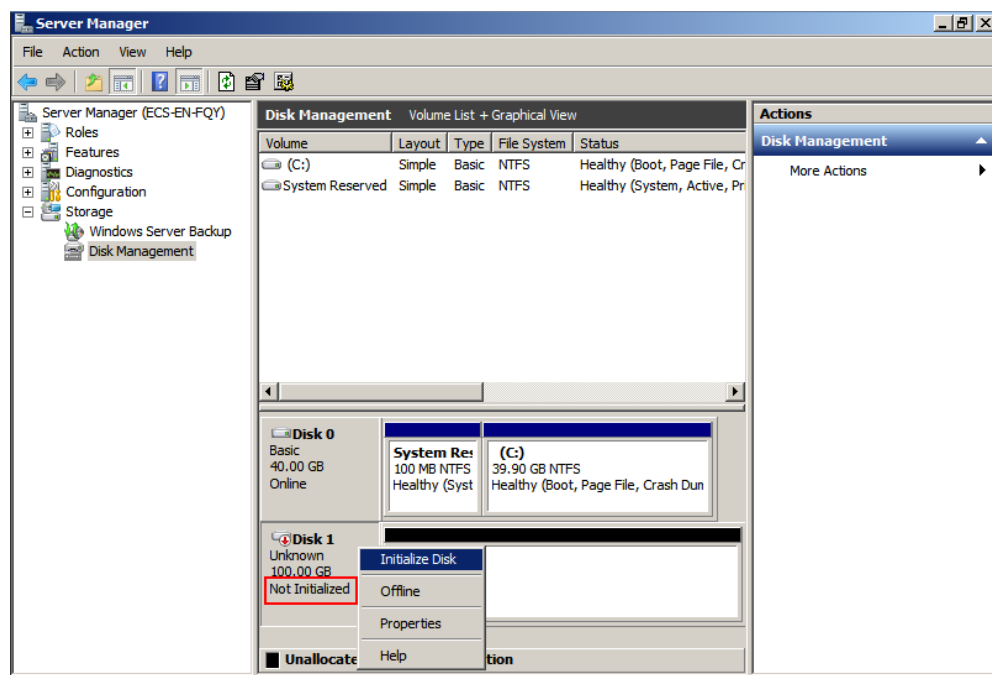 Server Manager
File Action View Help
Server Manager (ECS-EN-FQY)
Roles
Features
Diagnostics
Configuration
Storage
Windows Server Backup
Disk Management
Disk Management Volume List + Graphical View
Volume Layout Type File System Status
(C:) Simple Basic NTFS Healthy (Boot, Page File, Cr
System Reserved Simple Basic NTFS Healthy (System, Active, Pri
Disk 0
Basic
40.00 GB
Online
System Res
100 MB NTFS
Healthy (Syst
(C:)
39.90 GB NTFS
Healthy (Boot, Page File, Crash Dun
Disk 1
Unknown
100.00 GB
Not Initialized
Initialize Disk
Offline
Properties
Help
Unallocate tion
Actions
Disk Management
More Actions